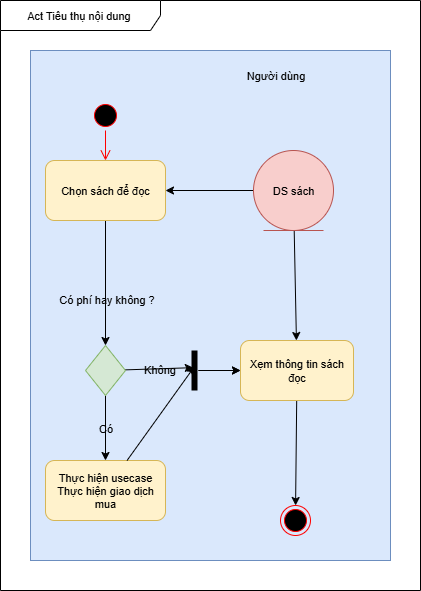 Act Tiêu thụ nội dung
Người dùng
Chọn sách để đọc
DS sách
Có phí hay không ?
Không
Xem thông tin sách
đọc
Có
Thực hiện usecase
Thực hiện giao dịch
mua